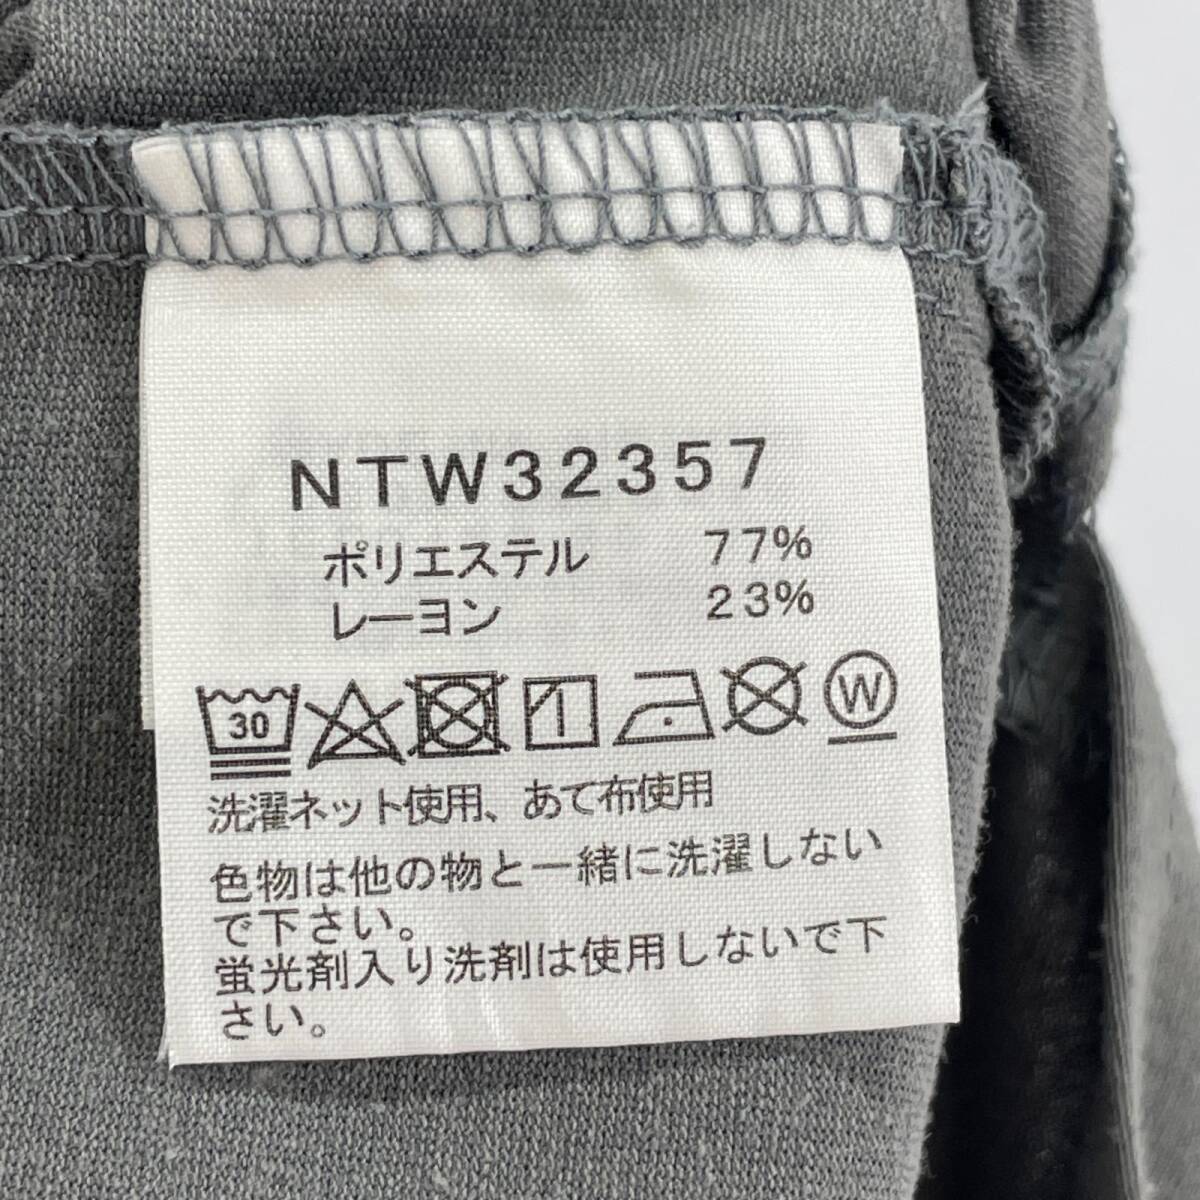 NTW32357
ポリエステル 77%
レーヨン 23%
30 W
洗濯ネット使用、あて布使用
色物は他の物と一緒に洗濯しない
で下さい。
蛍光剤入り洗剤は使用しないで下
さい。